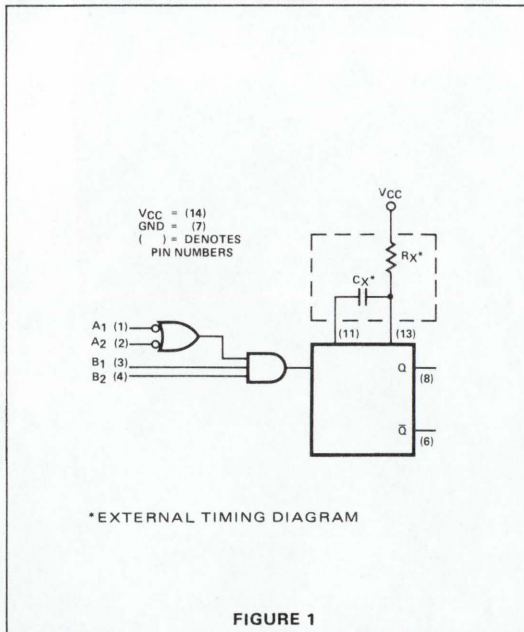 VCC
VCC = (14)
GND = (7)
( ) = DENOTES
PIN NUMBERS
RX*
CX*
A1 (1)
A2 (2)
B1 (3)
B2 (4)
(11) (13)
Q
(8)
Q̅
(6)
*EXTERNAL TIMING DIAGRAM
FIGURE 1